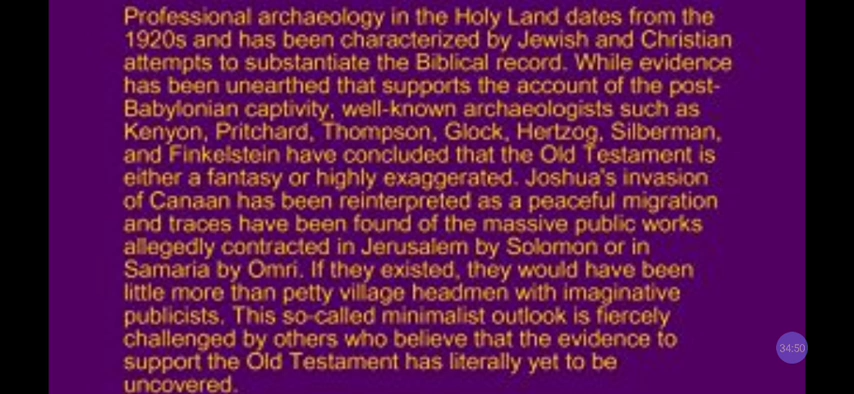 Professional archaeology in the Holy Land dates from the
1920s and has been characterized by Jewish and Christian
attempts to substantiate the Biblical record. While evidence
has been unearthed that supports the account of the post-
Babylonian captivity, well-known archaeologists such as
Kenyon, Pritchard, Thompson, Glock, Hertzog, Silberman,
and Finkelstein have concluded that the Old Testament is
either a fantasy or highly exaggerated. Joshua's invasion
of Canaan has been reinterpreted as a peaceful migration
and traces have been found of the massive public works
allegedly contracted in Jerusalem by Solomon or in
Samaria by Omri. If they existed, they would have been
little more than petty village headmen with imaginative
publicists. This so-called minimalist outlook is fiercely
challenged by others who believe that the evidence to
support the Old Testament has literally yet to be
uncovered.
34:50